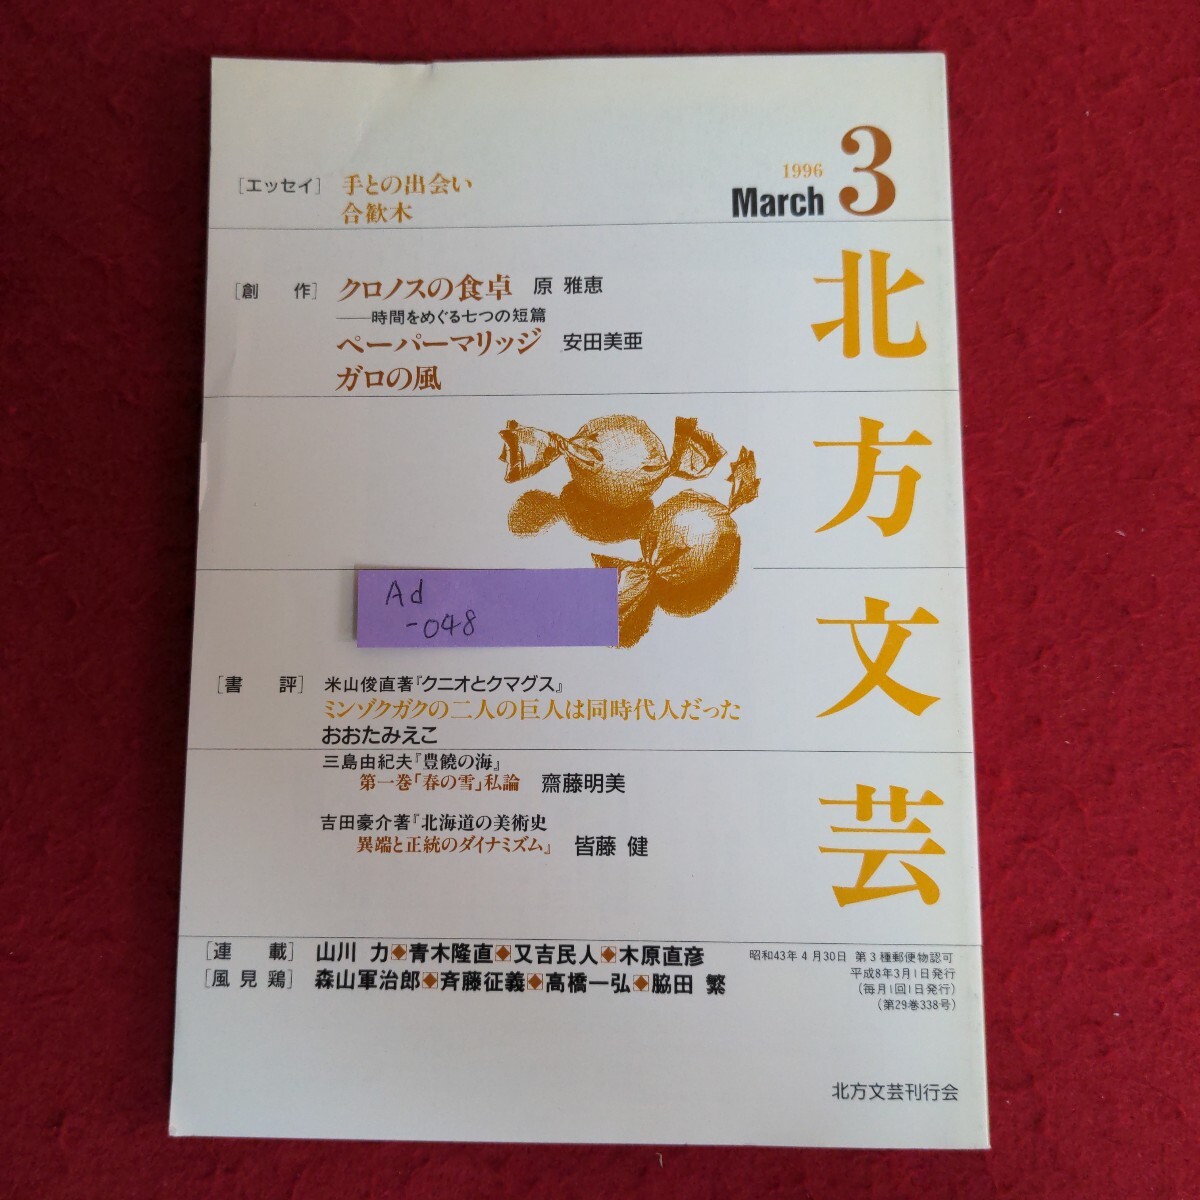 1996
March 3
北方文芸
[エッセイ] 手との出会い
合歓木
[創 作] クロノスの食卓 原 雅恵
——時間をめぐる七つの短篇
ペーパーマリッジ 安田美亜
ガロの風
Ad
-048
[書 評] 米山俊直著『クニオとクマグス』
ミンゾクガクの二人の巨人は同時代人だった
おおたみえこ
三島由紀夫『豊饒の海』
第一巻「春の雪」私論 齋藤明美
吉田豪介著『北海道の美術史
異端と正統のダイナミズム』 皆藤 健
[連 載] 山川 力◆青木隆直◆又吉民人◆木原直彦
[風見鶏] 森山軍治郎◆斉藤征義◆高橋一弘◆脇田 繁
昭和43年4月30日 第3種郵便物認可
平成8年3月1日発行
(毎月1回1日発行)
(第29巻338号)
北方文芸刊行会